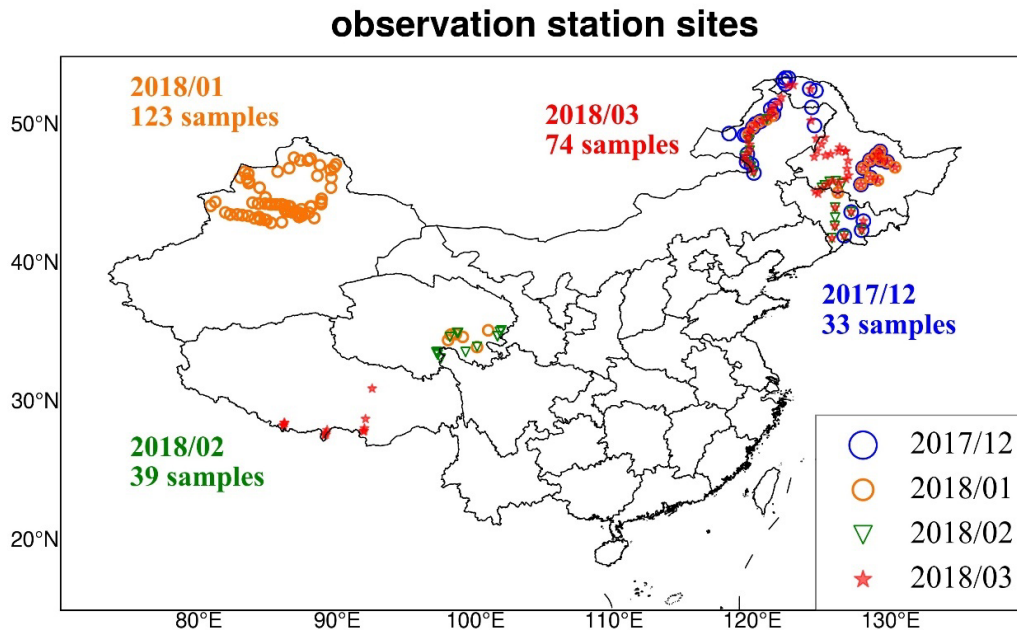 observation station sites
2018/01
123 samples
2018/03
74 samples
50°N
40°N
2017/12
33 samples
30°N
2018/02
39 samples
2017/12
2018/01
2018/02
2018/03
20°N
80°E
90°E
100°E
110°E
120°E
130°E